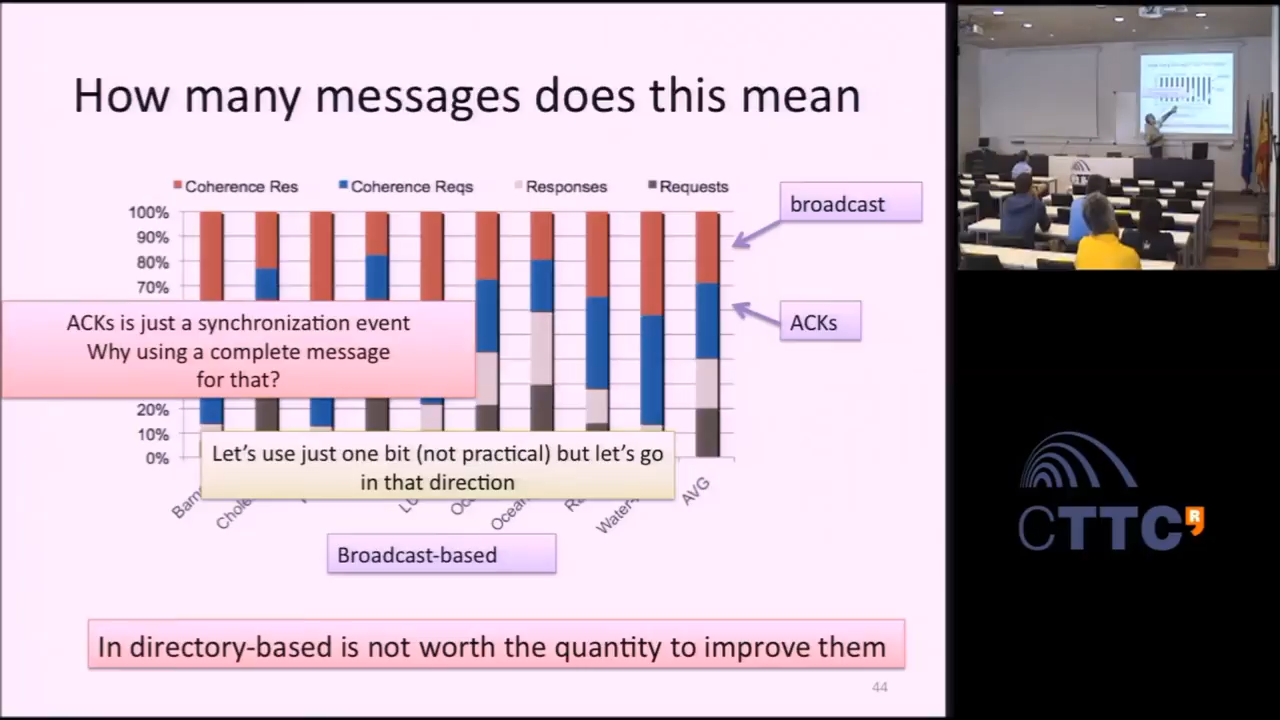 How many messages does this mean
Coherence Res
Coherence Reqs
Responses
Requests
100%
90%
80%
70%
20%
10%
0%
broadcast
ACKs
ACKs is just a synchronization event
Why using a complete message
for that?
Let's use just one bit (not practical) but let's go
in that direction
AVG
Broadcast-based
In directory-based is not worth the quantity to improve them
44
CTTC
R